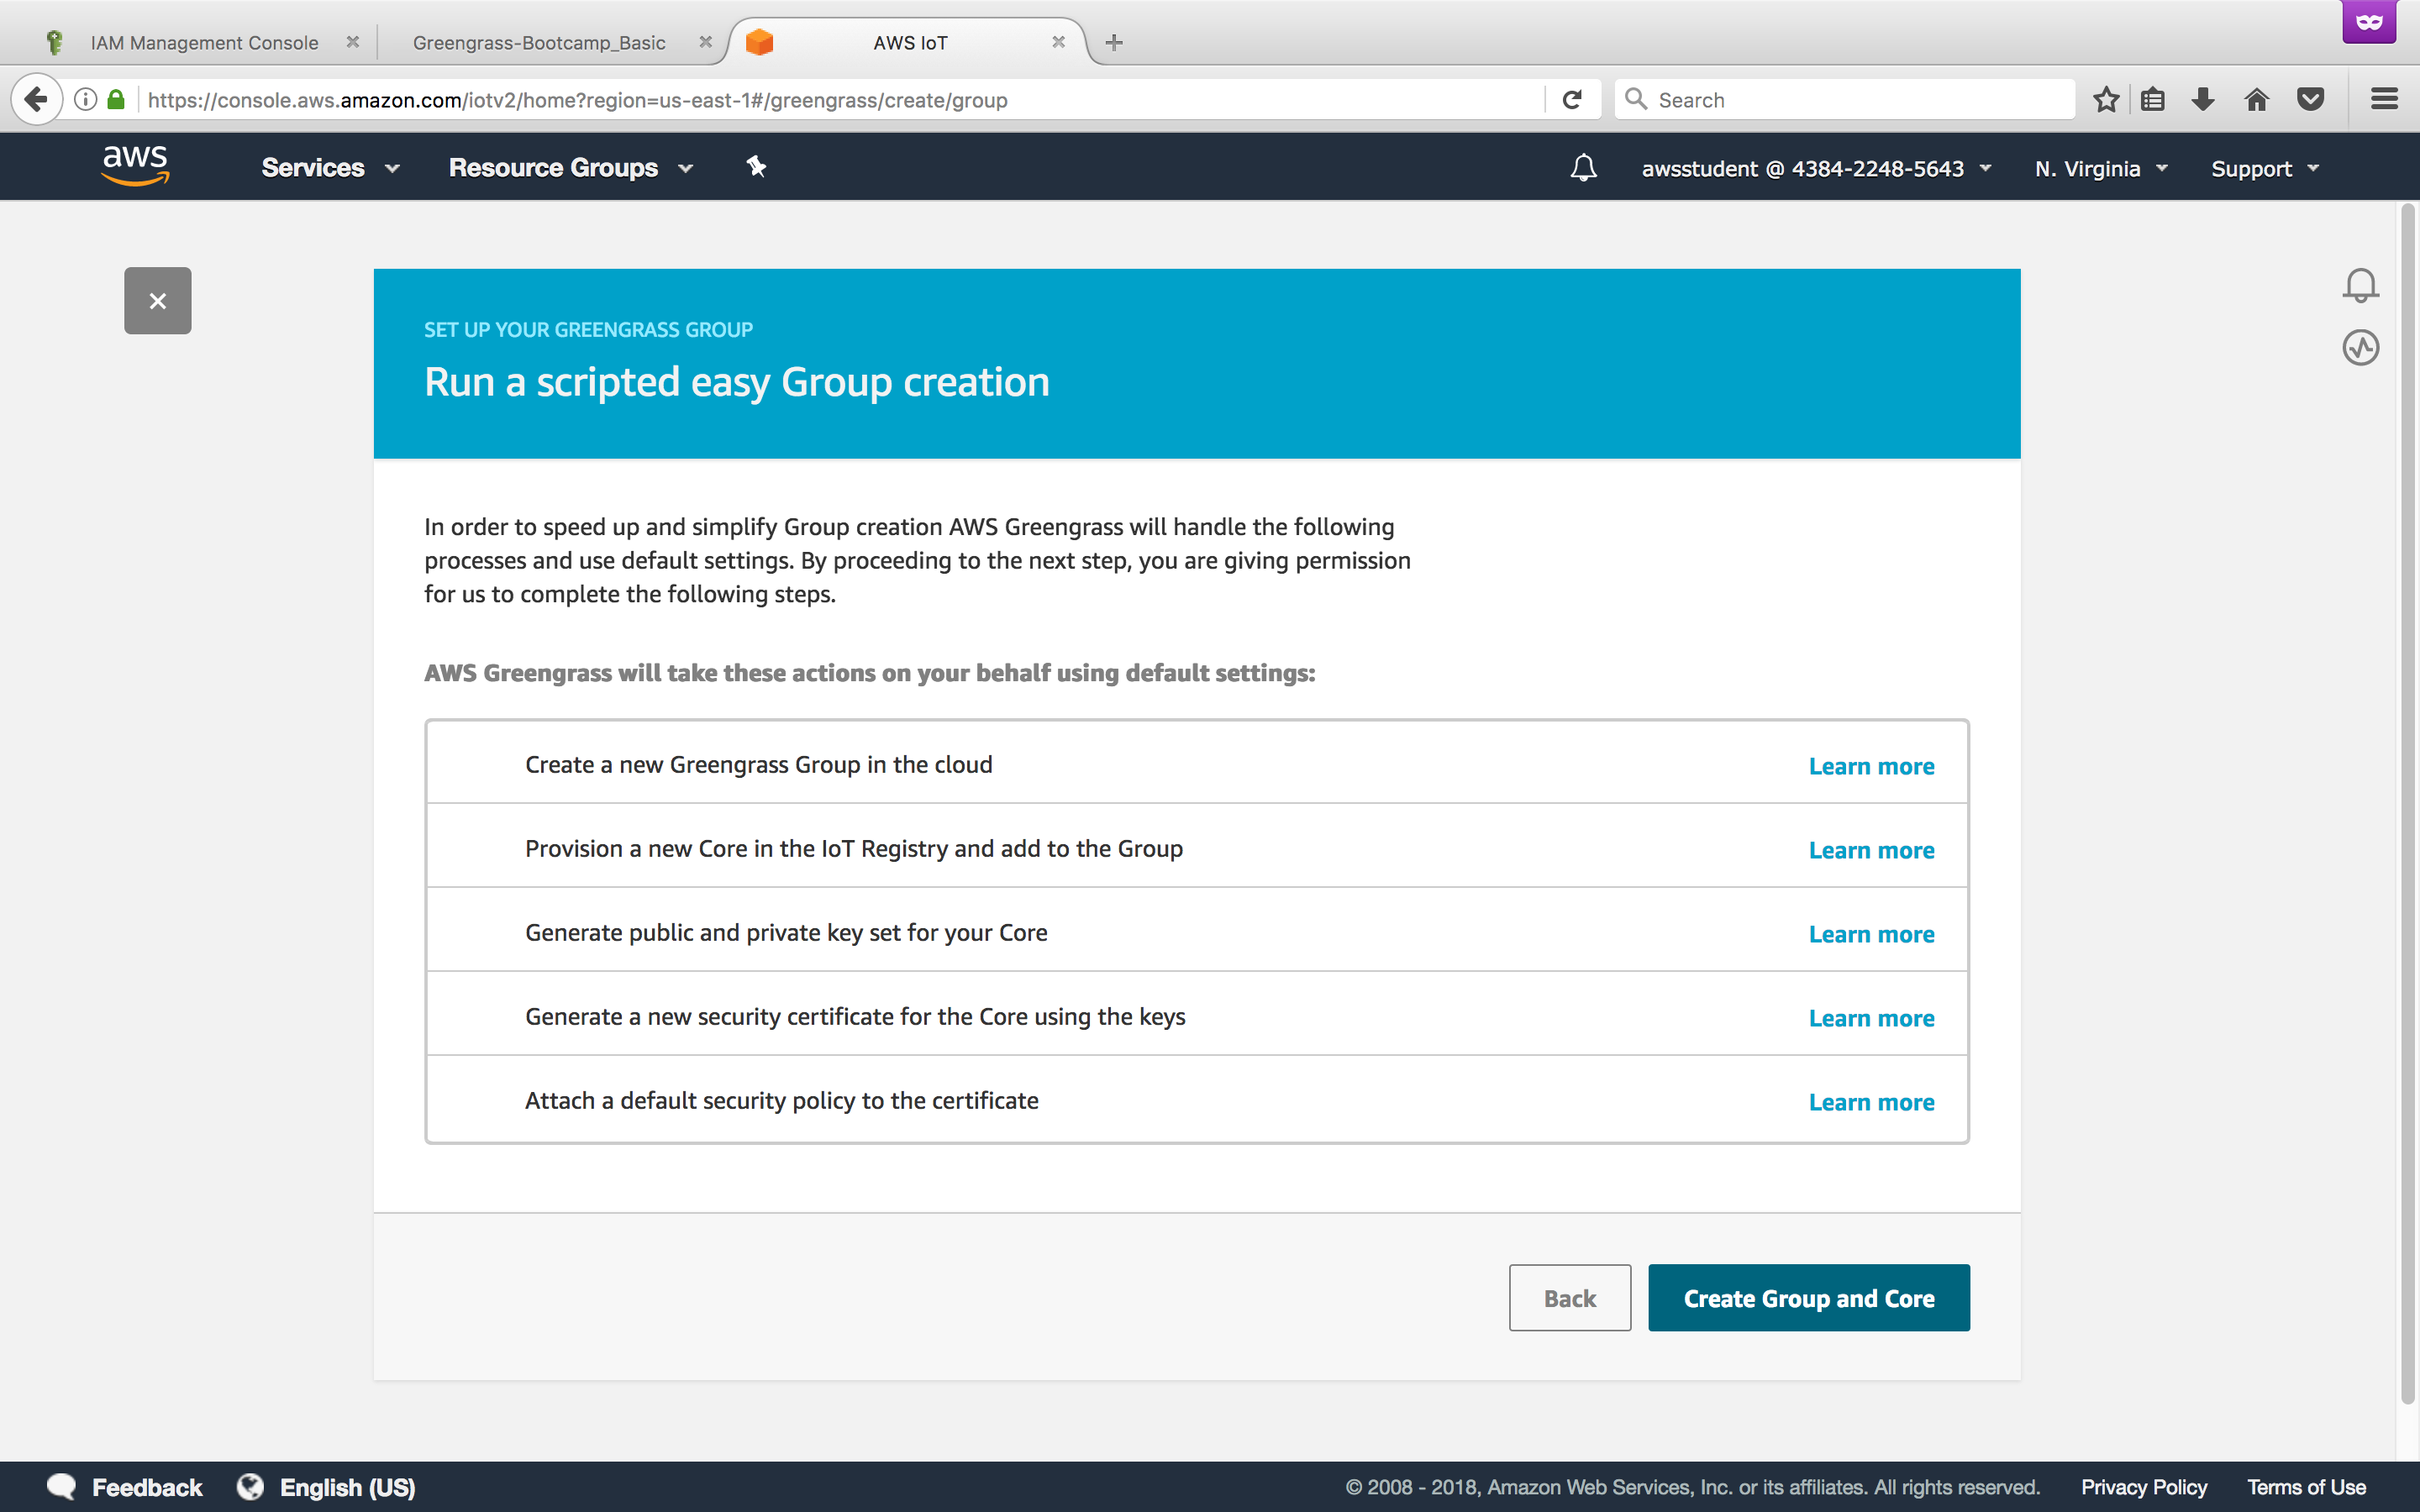 IAM Management Console
Greengrass-Bootcamp_Basic
AWS IoT
https://console.aws.amazon.com/iotv2/home?region=us-east-1#/greengrass/create/group
Search
aws
Services
Resource Groups
awsstudent @ 4384-2248-5643
N. Virginia
Support
SET UP YOUR GREENGRASS GROUP
Run a scripted easy Group creation
In order to speed up and simplify Group creation AWS Greengrass will handle the following
processes and use default settings. By proceeding to the next step, you are giving permission
for us to complete the following steps.
AWS Greengrass will take these actions on your behalf using default settings:
Create a new Greengrass Group in the cloud
Learn more
Provision a new Core in the IoT Registry and add to the Group
Learn more
Generate public and private key set for your Core
Learn more
Generate a new security certificate for the Core using the keys
Learn more
Attach a default security policy to the certificate
Learn more
Back
Create Group and Core
Feedback
English (US)
© 2008 - 2018, Amazon Web Services, Inc. or its affiliates. All rights reserved.
Privacy Policy
Terms of Use